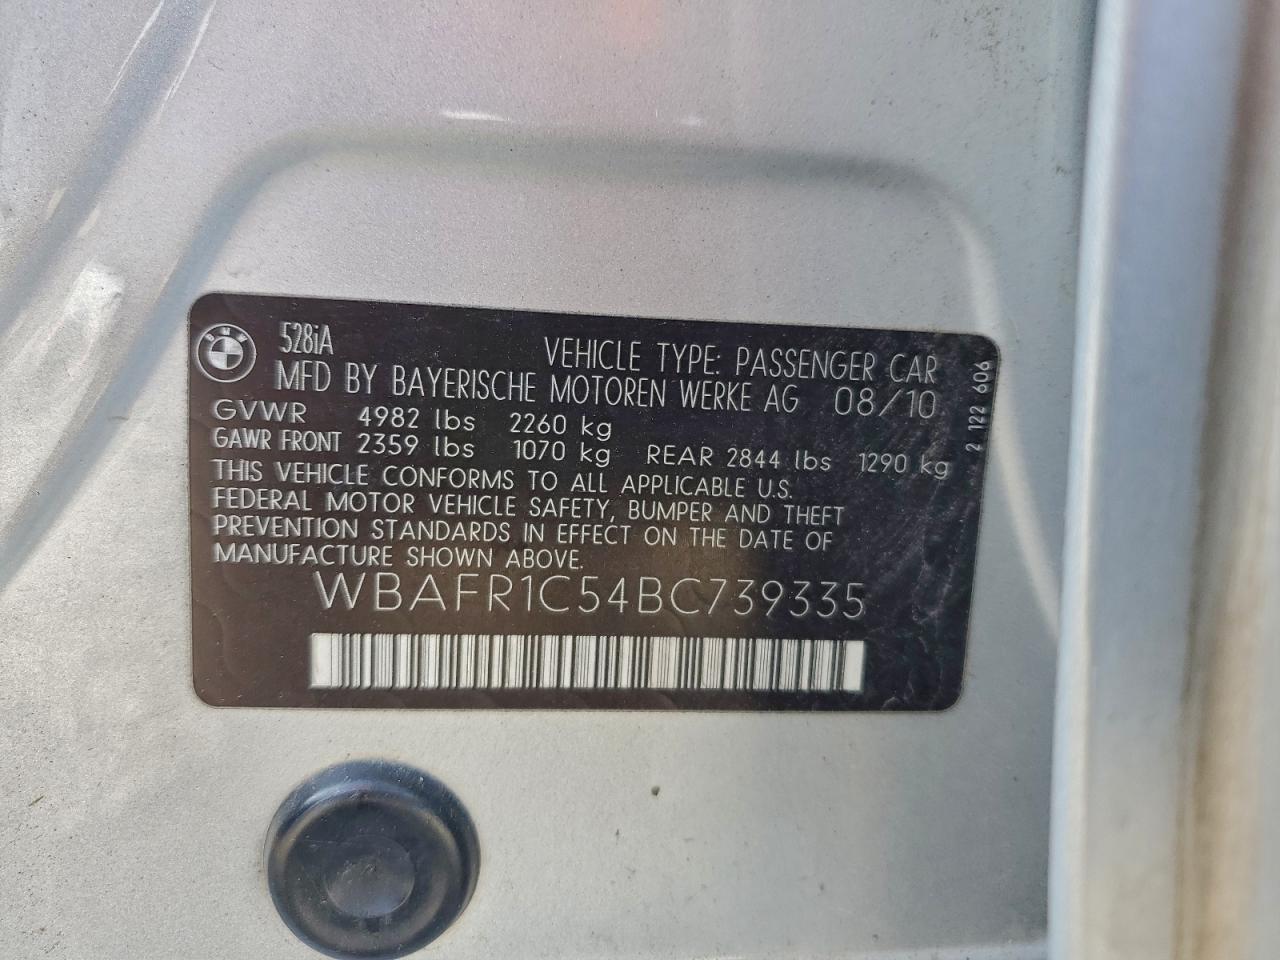 528iA
VEHICLE TYPE: PASSENGER CAR
MFD BY BAYERISCHE MOTOREN WERKE AG 08/10
GVWR 4982 lbs 2260 kg
GAWR FRONT 2359 lbs 1070 kg REAR 2844 lbs 1290 kg
THIS VEHICLE CONFORMS TO ALL APPLICABLE U.S.
FEDERAL MOTOR VEHICLE SAFETY, BUMPER AND THEFT
PREVENTION STANDARDS IN EFFECT ON THE DATE OF
MANUFACTURE SHOWN ABOVE.
WBAFR1C54BC739335
2 122 606